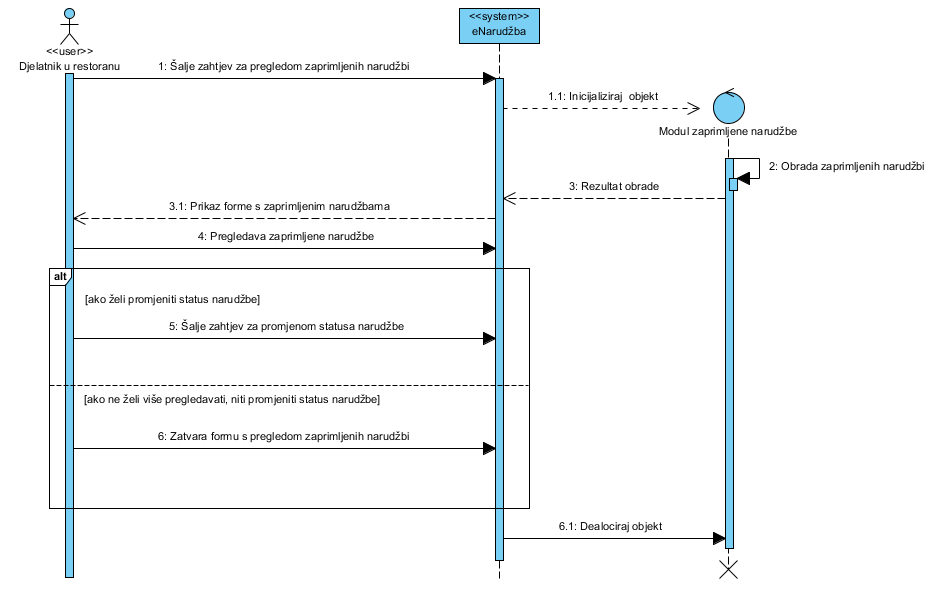 <<system>>
eNarudžba
<<user>>
Djelatnik u restoranu
1: Šalje zahtjev za pregledom zaprimljenih narudžbi
1.1: Inicijaliziraj objekt
Modul zaprimljene narudžbe
2: Obrada zaprimljenih narudžbi
3: Rezultat obrade
3.1: Prikaz forme s zaprimljenim narudžbama
4: Pregledava zaprimljene narudžbe
alt
[ako želi promjeniti status narudžbe]
5: Šalje zahtjev za promjenom statusa narudžbe
[ako ne želi više pregledavati, niti promjeniti status narudžbe]
6: Zatvara formu s pregledom zaprimljenih narudžbi
6.1: Dealociraj objekt